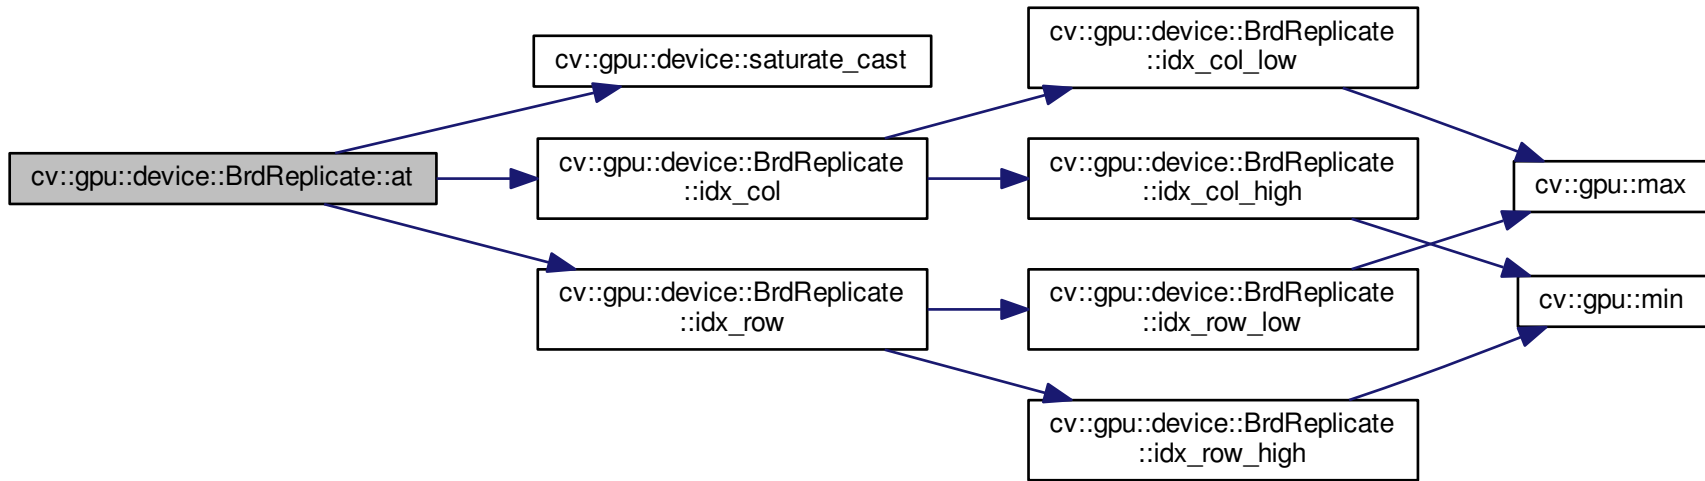 cv::gpu::device::BrdReplicate::at
cv::gpu::device::saturate_cast
cv::gpu::device::BrdReplicate
::idx_col
cv::gpu::device::BrdReplicate
::idx_row
cv::gpu::device::BrdReplicate
::idx_col_low
cv::gpu::device::BrdReplicate
::idx_col_high
cv::gpu::device::BrdReplicate
::idx_row_low
cv::gpu::device::BrdReplicate
::idx_row_high
cv::gpu::max
cv::gpu::min